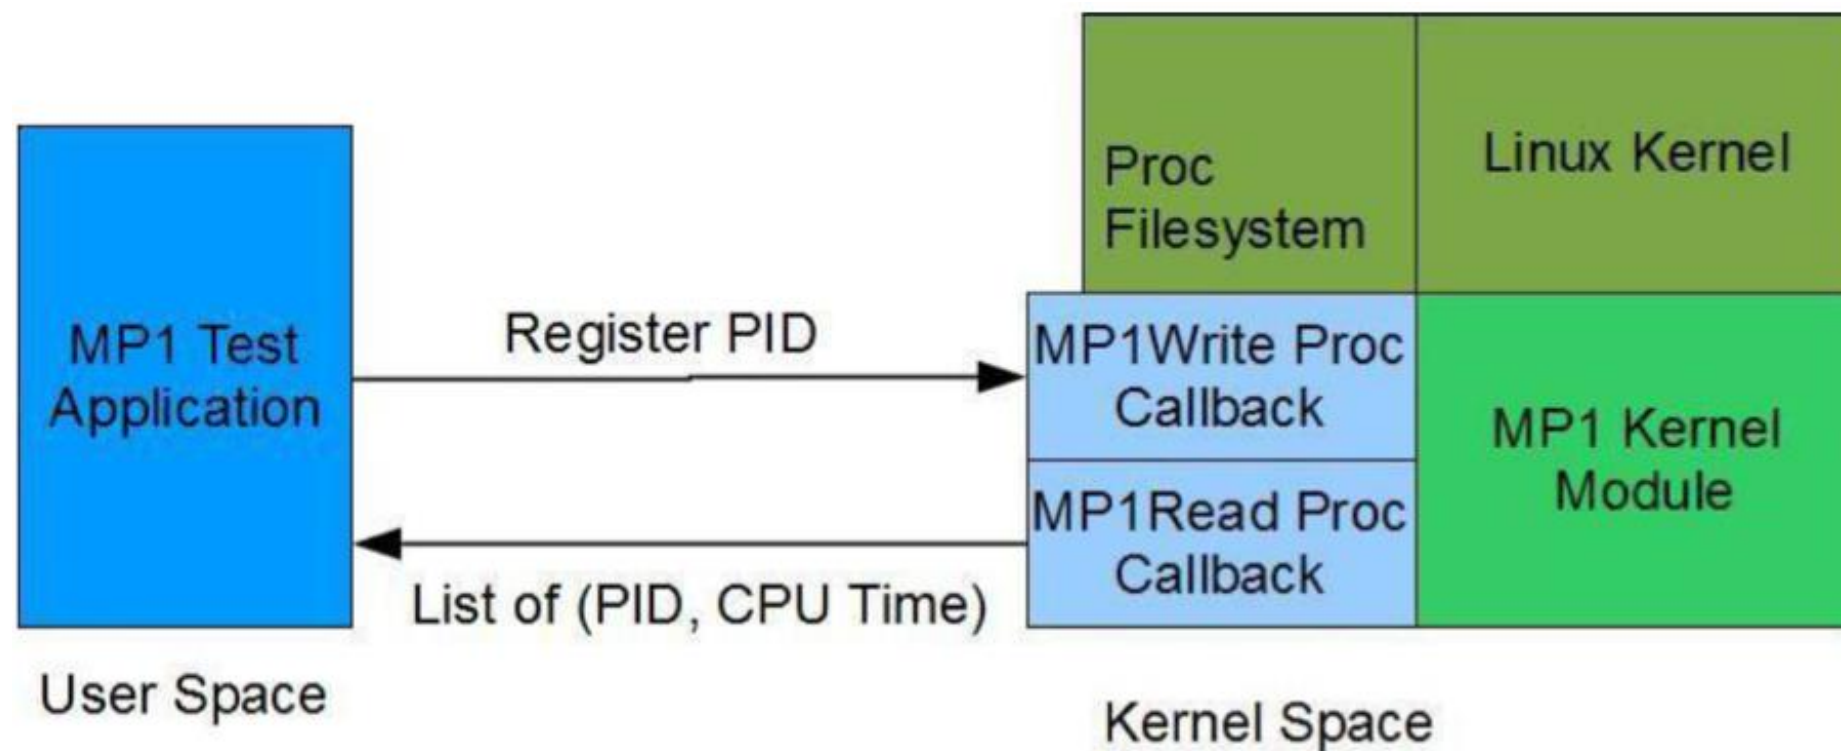 Proc
Filesystem
Linux Kernel
MP1 Test
Application
Register PID
MP1Write Proc
Callback
MP1 Kernel
Module
MP1Read Proc
Callback
List of (PID, CPU Time)
User Space
Kernel Space